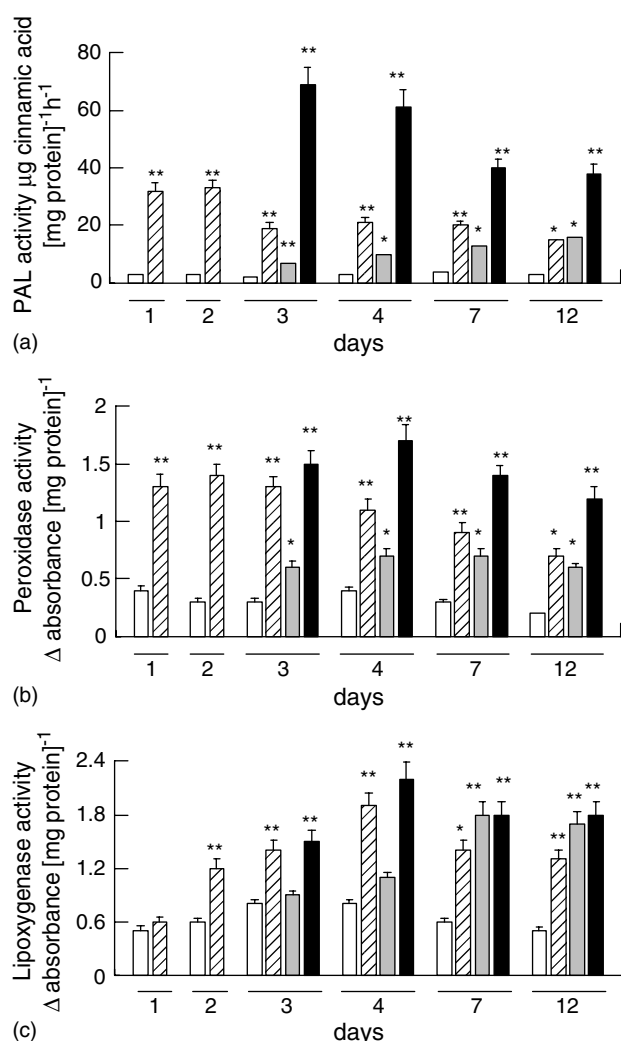 PAL activity µg cinnamic acid
[mg protein]⁻¹h⁻¹
80
60
40
20
0
** ** ** ** ** ** * ** ** * ** * * **
1 2 3 4 7 12
(a)
days
Peroxidase activity
Δ absorbance [mg protein]⁻¹
2
1.5
1
0.5
0
** ** ** * ** ** * ** ** * ** * * **
1 2 3 4 7 12
(b)
days
Lipoxygenase activity
Δ absorbance [mg protein]⁻¹
2.4
1.8
1.2
0.6
0
** ** ** ** ** * ** ** ** ** **
1 2 3 4 7 12
(c)
days